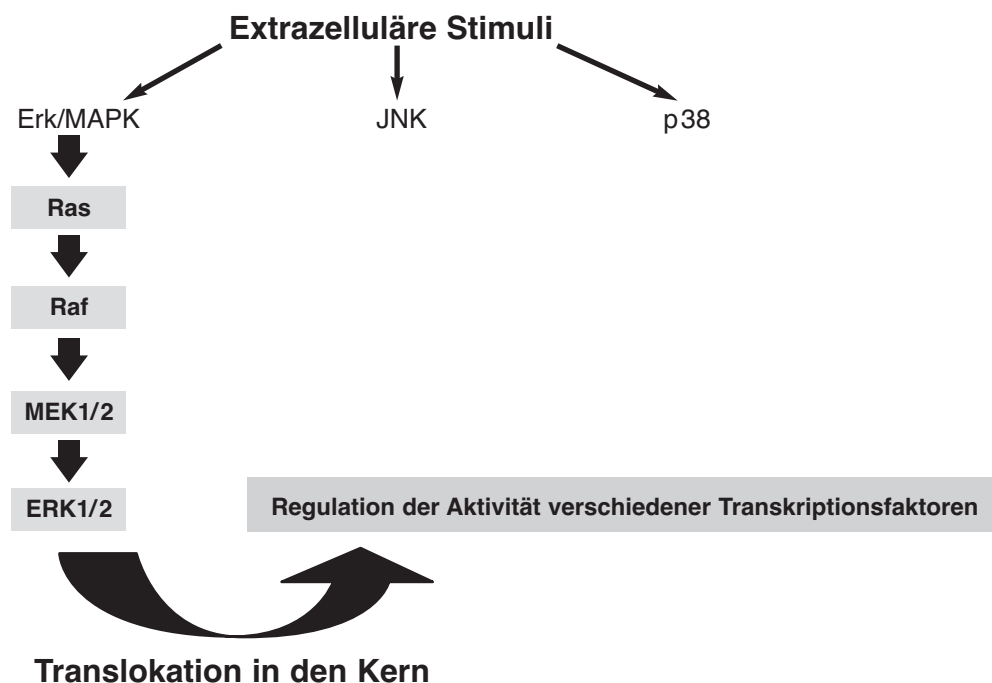 Extrazelluläre Stimuli
Erk/MAPK JNK p38
Ras
Raf
MEK1/2
ERK1/2 Regulation der Aktivität verschiedener Transkriptionsfaktoren
Translokation in den Kern